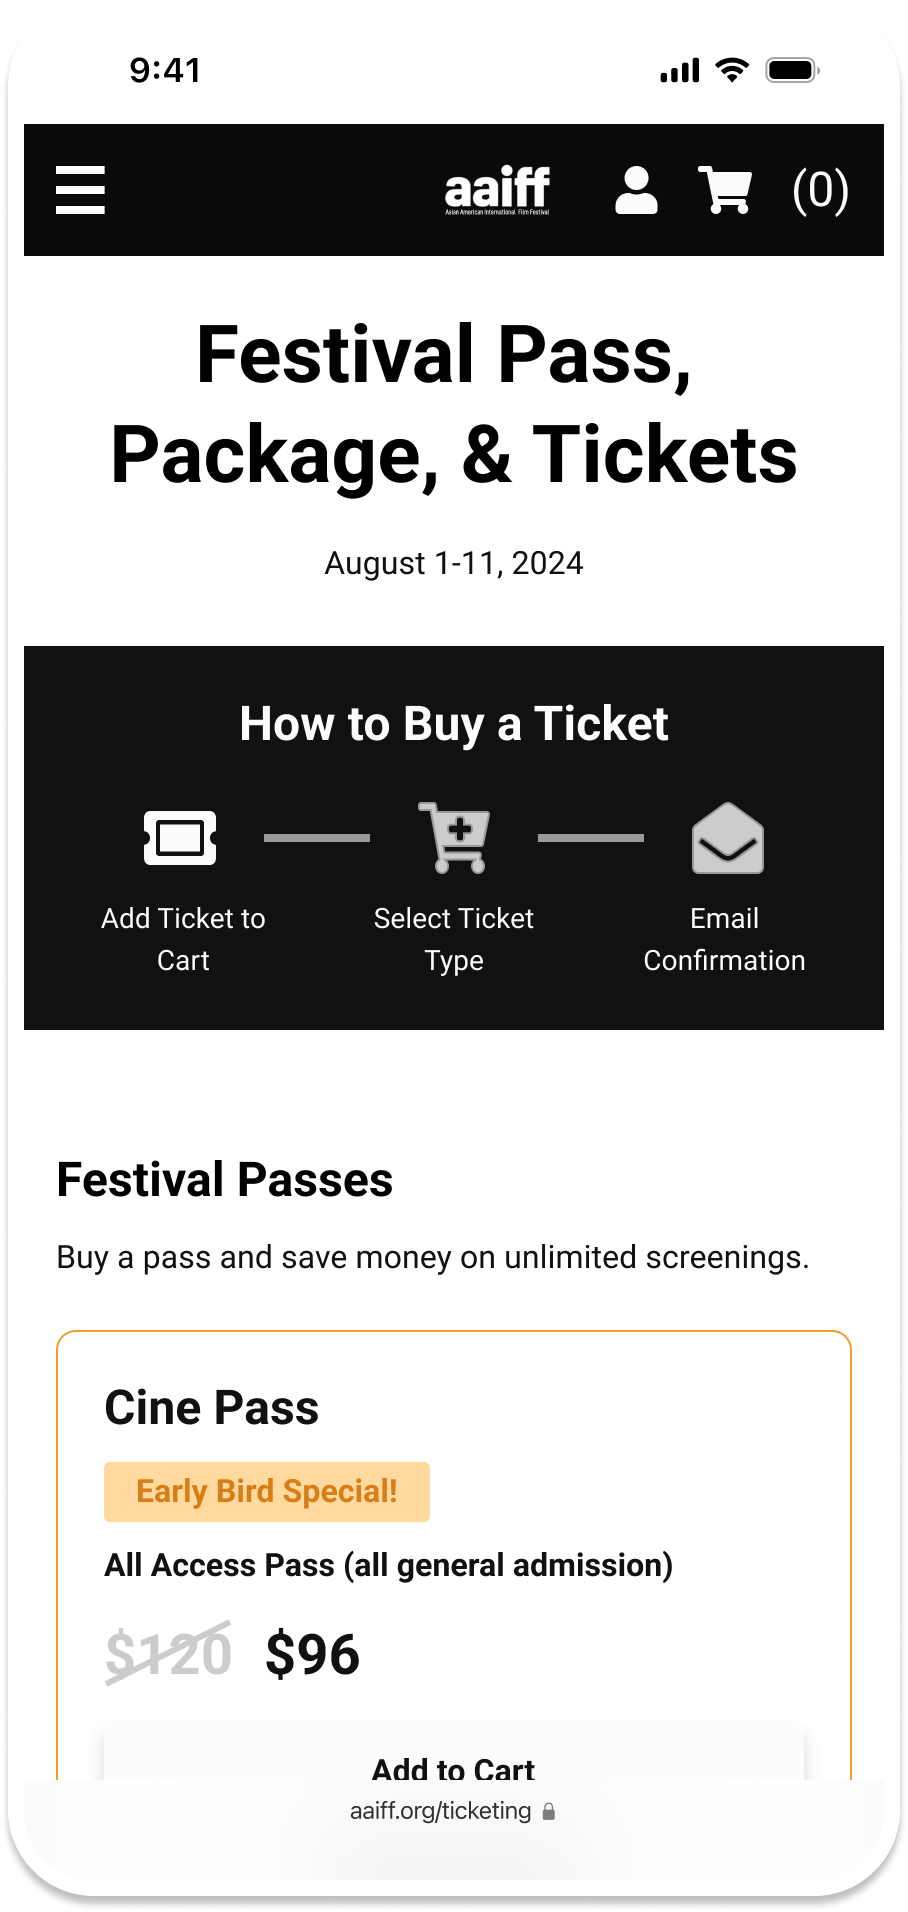 9:41
aaiff
Asian American International Film Festival
(0)
Festival Pass,
Package, & Tickets
August 1-11, 2024
How to Buy a Ticket
Add Ticket to
Cart
Select Ticket
Type
Email
Confirmation
Festival Passes
Buy a pass and save money on unlimited screenings.
Cine Pass
Early Bird Special!
All Access Pass (all general admission)
$120 $96
Add to Cart
aaiff.org/ticketing